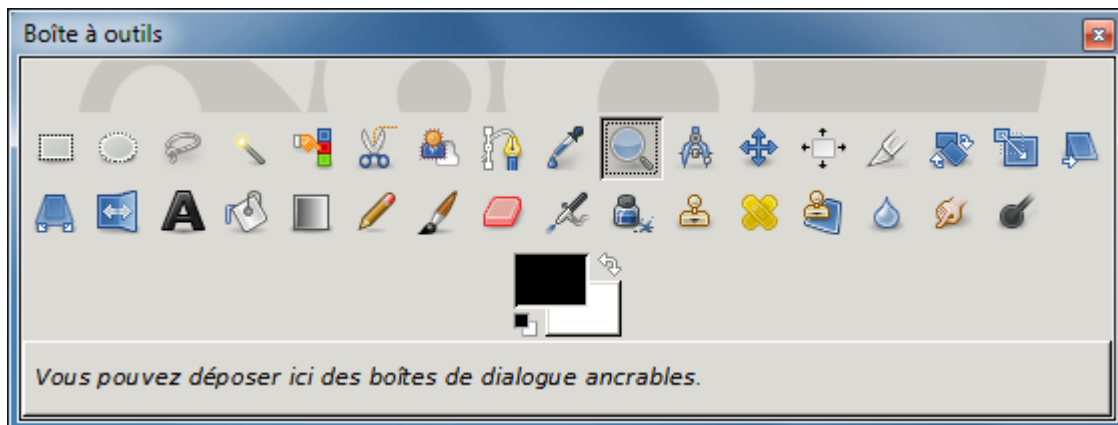 Boîte à outils
Vous pouvez déposer ici des boîtes de dialogue ancrables.